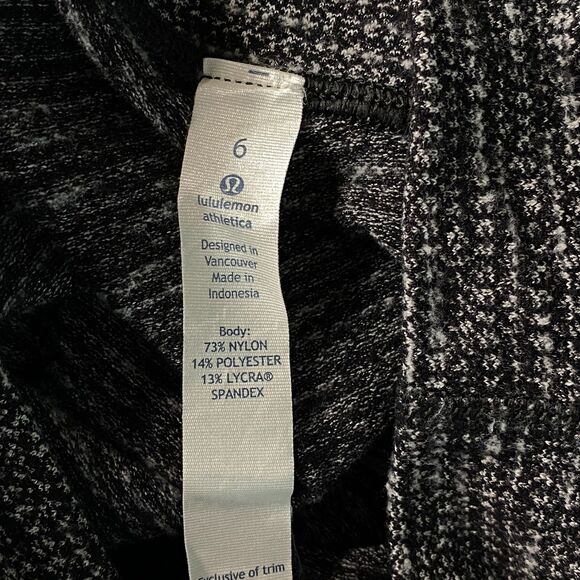 6
lululemon
athletica
Designed in
Vancouver
Made in
Indonesia
Body:
73% NYLON
14% POLYESTER
13% LYCRA®
SPANDEX
Exclusive of trim